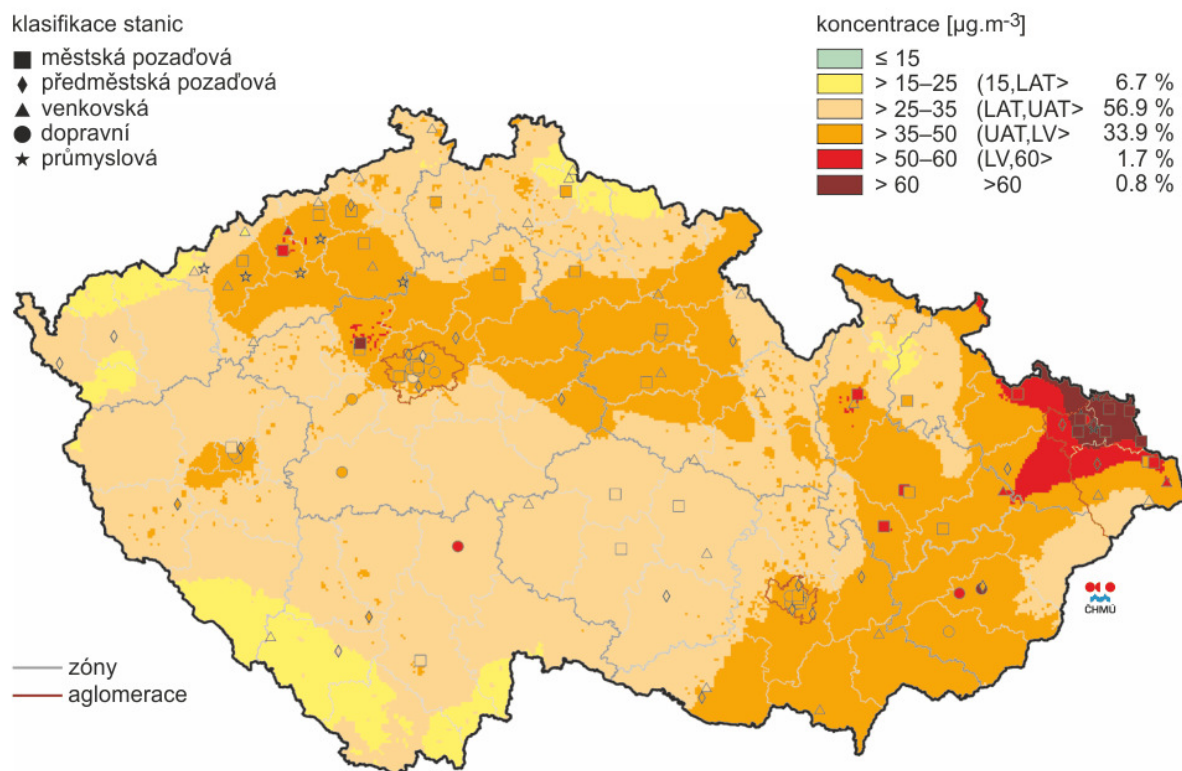 klasifikace stanic
městská pozaďová
předměstská pozaďová
venkovská
dopravní
průmyslová
koncentrace [µg.m-3]
≤ 15
> 15–25 (15,LAT> 6.7 %
> 25–35 (LAT,UAT> 56.9 %
> 35–50 (UAT,LV> 33.9 %
> 50–60 (LV,60> 1.7 %
> 60 >60 0.8 %
ČHMÚ
zóny
aglomerace